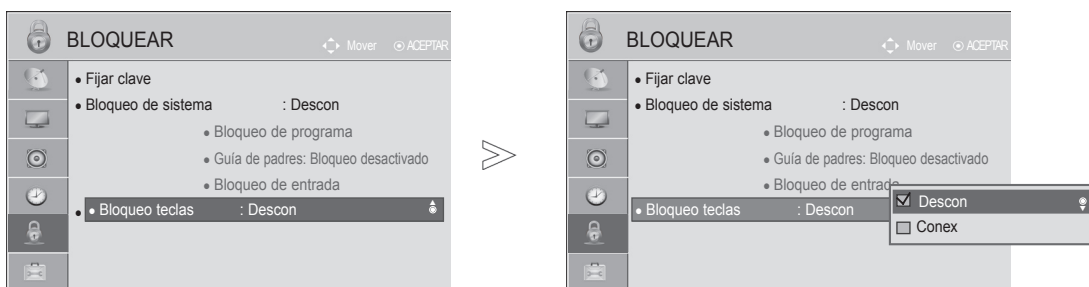 BLOQUEAR
Mover ACEPTAR
• Fijar clave
• Bloqueo de sistema : Descon
• Bloqueo de programa
• Guía de padres: Bloqueo desactivado
• Bloqueo de entrada
• • Bloqueo teclas : Descon
BLOQUEAR
Mover ACEPTAR
• Fijar clave
• Bloqueo de sistema : Descon
• Bloqueo de programa
• Guía de padres: Bloqueo desactivado
• Bloqueo de entrada
• Bloqueo teclas : Descon
Descon
Conex